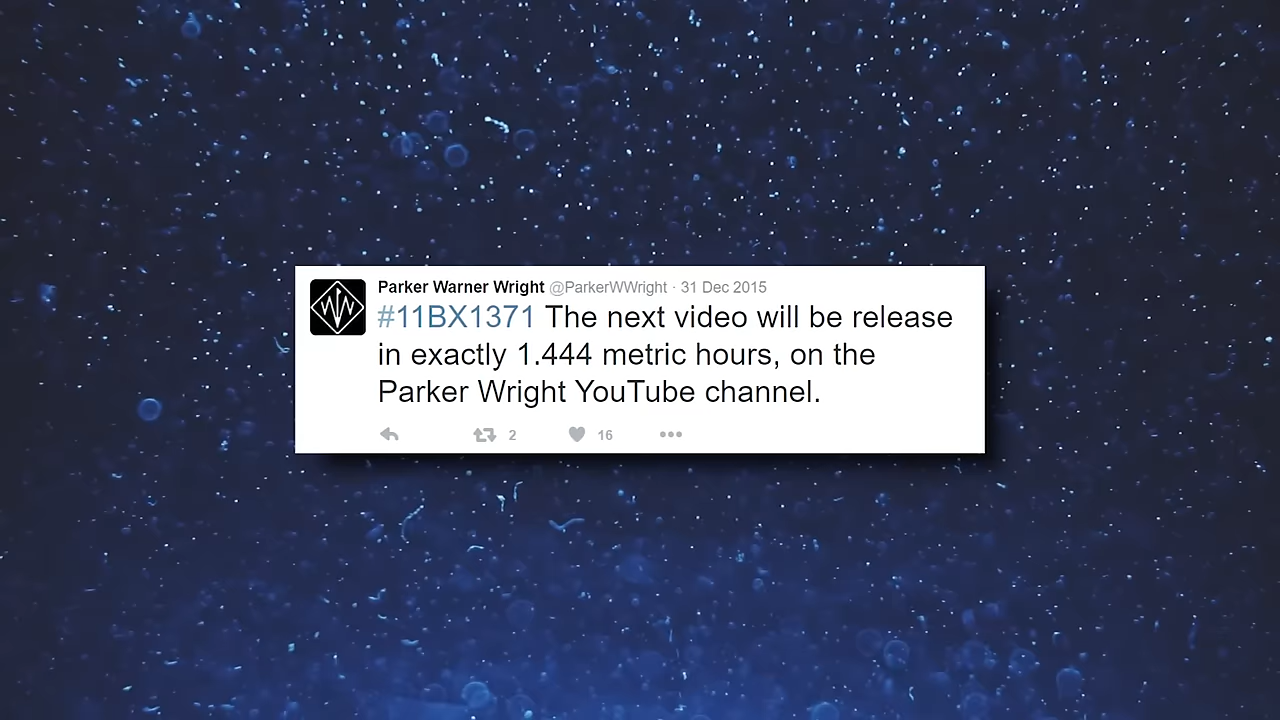 Parker Warner Wright @ParkerWWright · 31 Dec 2015
#11BX1371 The next video will be release
in exactly 1.444 metric hours, on the
Parker Wright YouTube channel.
2 16